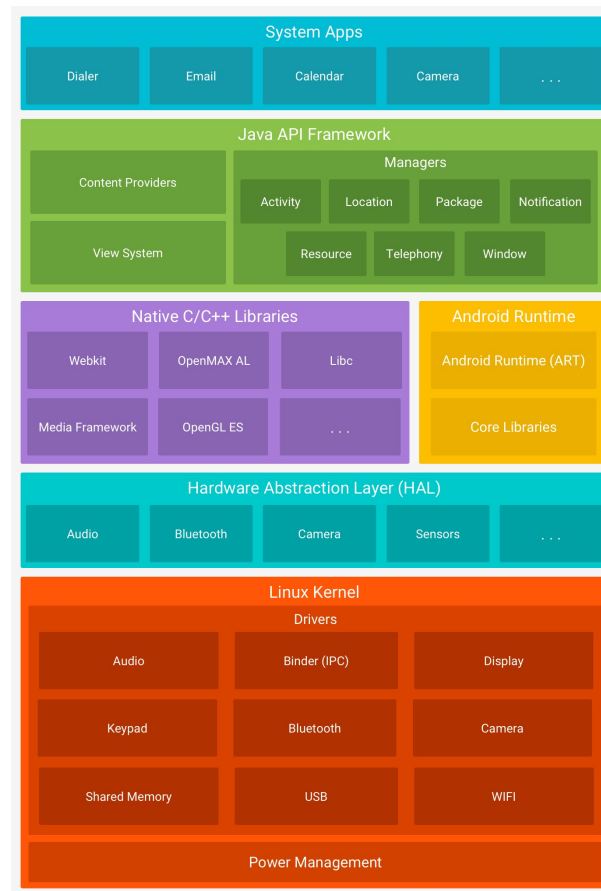 System Apps
Dialer
Email
Calendar
Camera
. . .
Java API Framework
Content Providers
View System
Managers
Activity
Location
Package
Notification
Resource
Telephony
Window
Native C/C++ Libraries
Webkit
OpenMAX AL
Libc
Media Framework
OpenGL ES
. . .
Android Runtime
Android Runtime (ART)
Core Libraries
Hardware Abstraction Layer (HAL)
Audio
Bluetooth
Camera
Sensors
. . .
Linux Kernel
Drivers
Audio
Binder (IPC)
Display
Keypad
Bluetooth
Camera
Shared Memory
USB
WIFI
Power Management